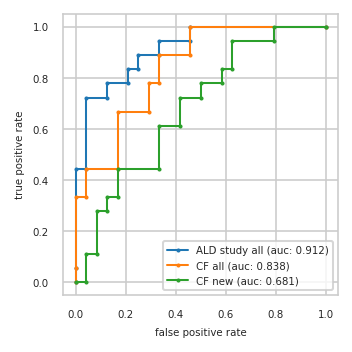 1.0
0.8
0.6
0.4
0.2
0.0
true positive rate
ALD study all (auc: 0.912)
CF all (auc: 0.838)
CF new (auc: 0.681)
0.0 0.2 0.4 0.6 0.8 1.0
false positive rate